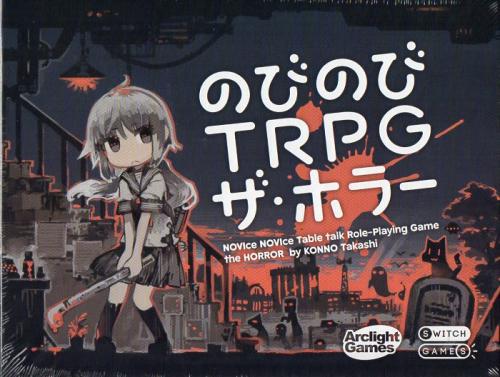 のびのび
TRPG
ザ・ホラー
NOVIce NOVIce Table talk Role-Playing Game
the HORROR by KONNO Takashi
Arclight
Games
SWITCH
GAMES